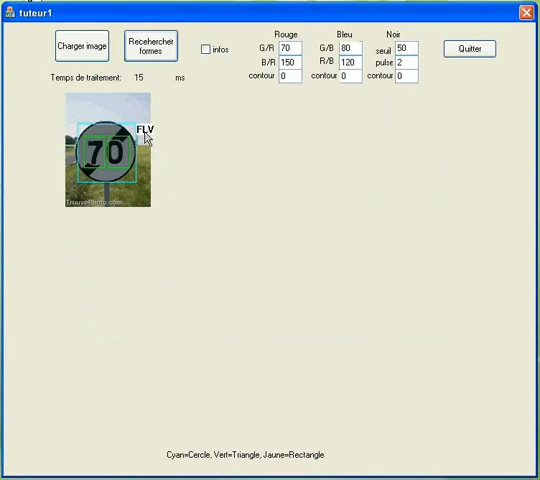 tuteur1
Charger image
Recehercher
formes
infos
Rouge
Bleu
Noir
G/R 70
G/B 80
seuil 50
B/R 150
R/B 120
pulse 2
contour 0
contour 0
contour 0
Quitter
Temps de traitement: 15 ms
FLV
70
TrouvePhoto.com
Cyan=Cercle, Vert=Triangle, Jaune=Rectangle